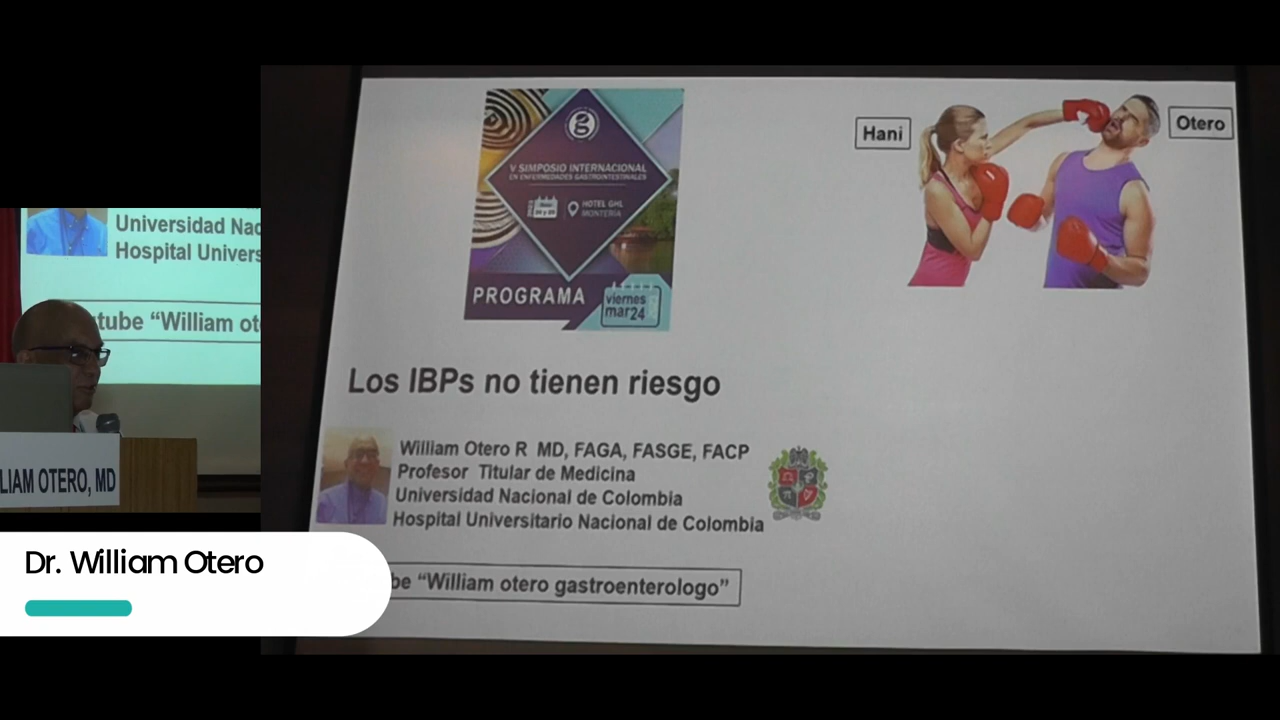 Universidad Nac
Hospital Univers
tube “William ot
LIAM OTERO, MD
Dr. William Otero
V SIMPOSIO INTERNACIONAL
EN ENFERMEDADES GASTROINTESTINALES
HOTEL GHL
MONTERÍA
PROGRAMA
viernes
mar24
Hani
Otero
Los IBPs no tienen riesgo
William Otero R MD, FAGA, FASGE, FACP
Profesor Titular de Medicina
Universidad Nacional de Colombia
Hospital Universitario Nacional de Colombia
be “William otero gastroenterologo”